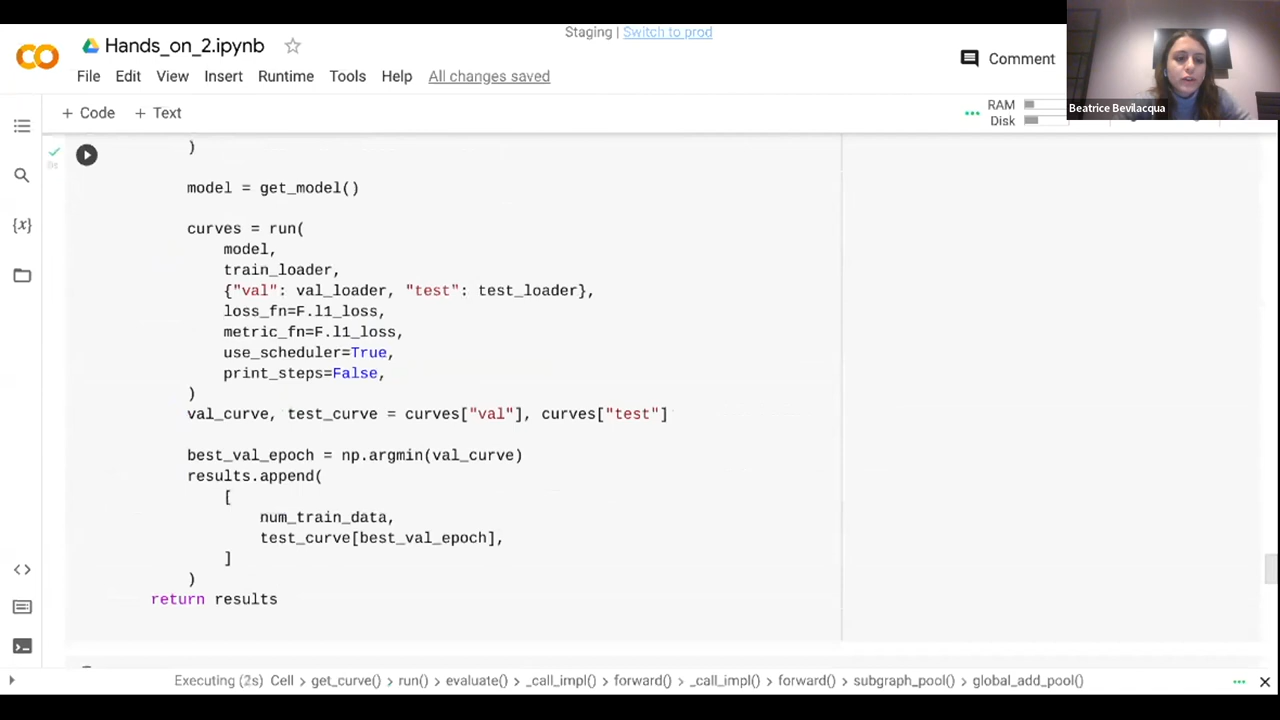 Staging | Switch to prod
Hands_on_2.ipynb
File Edit View Insert Runtime Tools Help All changes saved
Comment
+ Code + Text
RAM
Disk
Beatrice Bevilacqua
)
model = get_model()
curves = run(
model,
train_loader,
{"val": val_loader, "test": test_loader},
loss_fn=F.l1_loss,
metric_fn=F.l1_loss,
use_scheduler=True,
print_steps=False,
)
val_curve, test_curve = curves["val"], curves["test"]
best_val_epoch = np.argmin(val_curve)
results.append(
[
num_train_data,
test_curve[best_val_epoch],
]
)
return results
Executing (2s) Cell > get_curve() > run() > evaluate() > _call_impl() > forward() > _call_impl() > forward() > subgraph_pool() > global_add_pool()